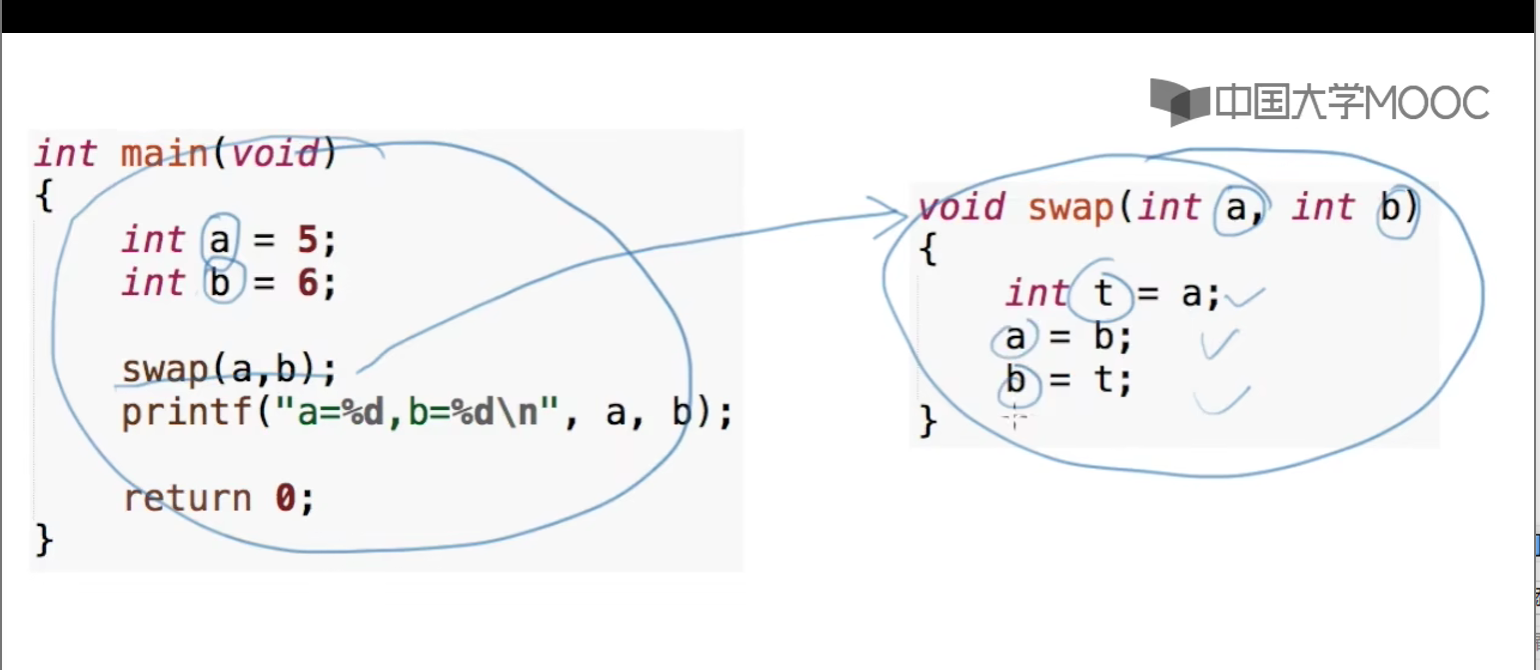 中国大学MOOC
int main(void)
{
int a = 5;
int b = 6;
swap(a,b);
printf("a=%d,b=%d\n", a, b);
return 0;
}
void swap(int a, int b)
{
int t = a;
a = b;
b = t;
}